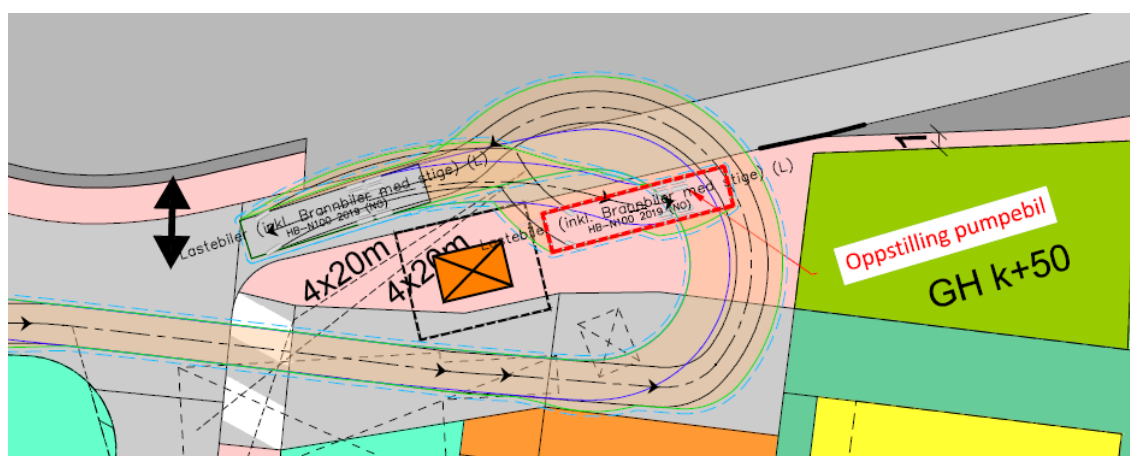 Lastebiler (inkl. Brannbiler med stige) (L)
HB-N100 2019 (NO)
Lastebiler (inkl. Brannbiler med stige) (L)
HB-N100 2019 (NO)
4x20m
4x20m
1
Oppstilling pumpebil
GH k+50